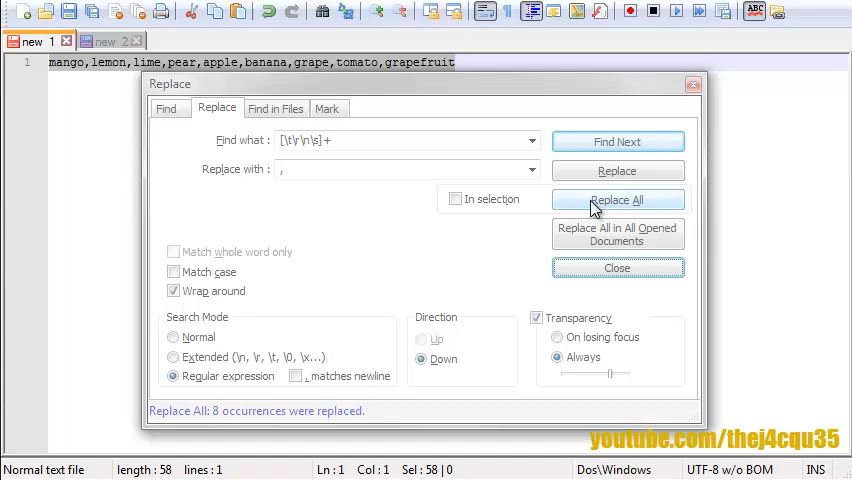 new 1 new 2
1 mango,lemon,lime,pear,apple,banana,grape,tomato,grapefruit
Replace
Find Replace Find in Files Mark
Find what : [\t\r\n\s]+ Find Next
Replace with : , Replace
In selection Replace All
Replace All in All Opened
Documents
Match whole word only
Close
Match case
Wrap around
Search Mode Direction Transparency
Normal Up On losing focus
Extended (\n, \r, \t, \0, \x...) Down Always
Regular expression . matches newline
Replace All: 8 occurrences were replaced.
youtube.com/thej4cqu35
Normal text file length : 58 lines : 1 Ln : 1 Col : 1 Sel : 58 | 0 Dos\Windows UTF-8 w/o BOM INS
ABC